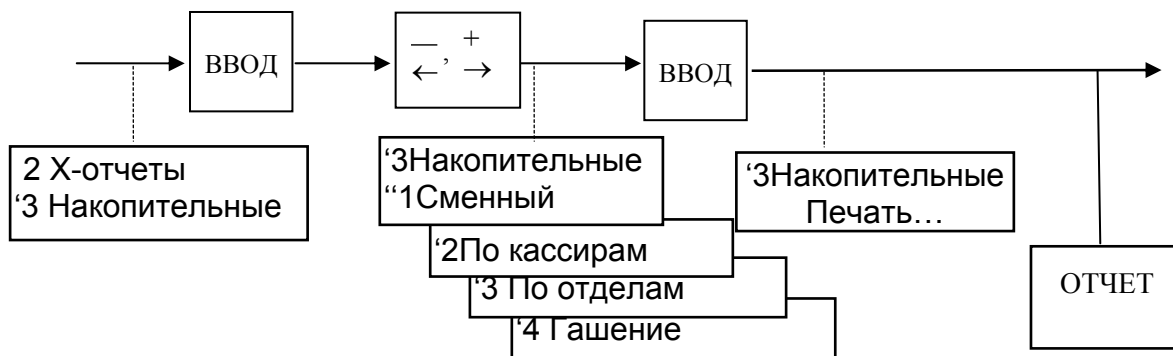 ВВОД
— , +
← →
ВВОД
2 Х-отчеты
‘3 Накопительные
‘3Накопительные
‘‘1Сменный
‘2По кассирам
‘3 По отделам
‘4 Гашение
‘3Накопительные
Печать…
ОТЧЕТ